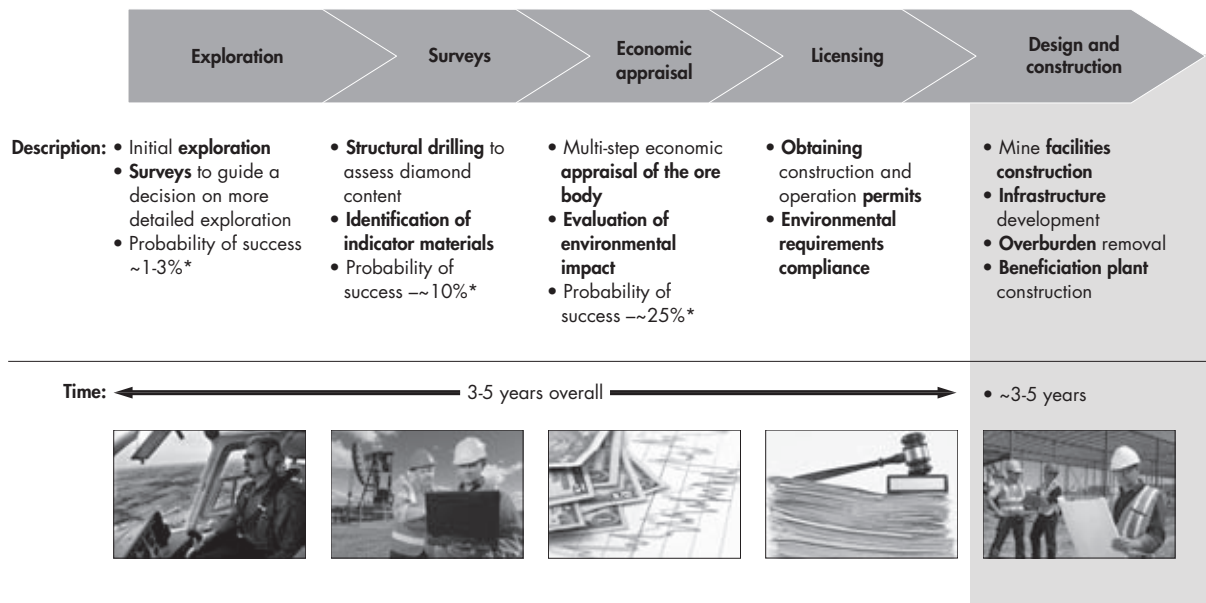 Exploration
Surveys
Economic
appraisal
Licensing
Design and
construction
Description:
• Initial exploration
• Surveys to guide a
decision on more
detailed exploration
• Probability of success
~1-3%*
• Structural drilling to
assess diamond
content
• Identification of
indicator materials
• Probability of
success –~10%*
• Multi-step economic
appraisal of the ore
body
• Evaluation of
environmental
impact
• Probability of
success –~25%*
• Obtaining
construction and
operation permits
• Environmental
requirements
compliance
• Mine facilities
construction
• Infrastructure
development
• Overburden removal
• Beneficiation plant
construction
Time:
3-5 years overall
• ~3-5 years